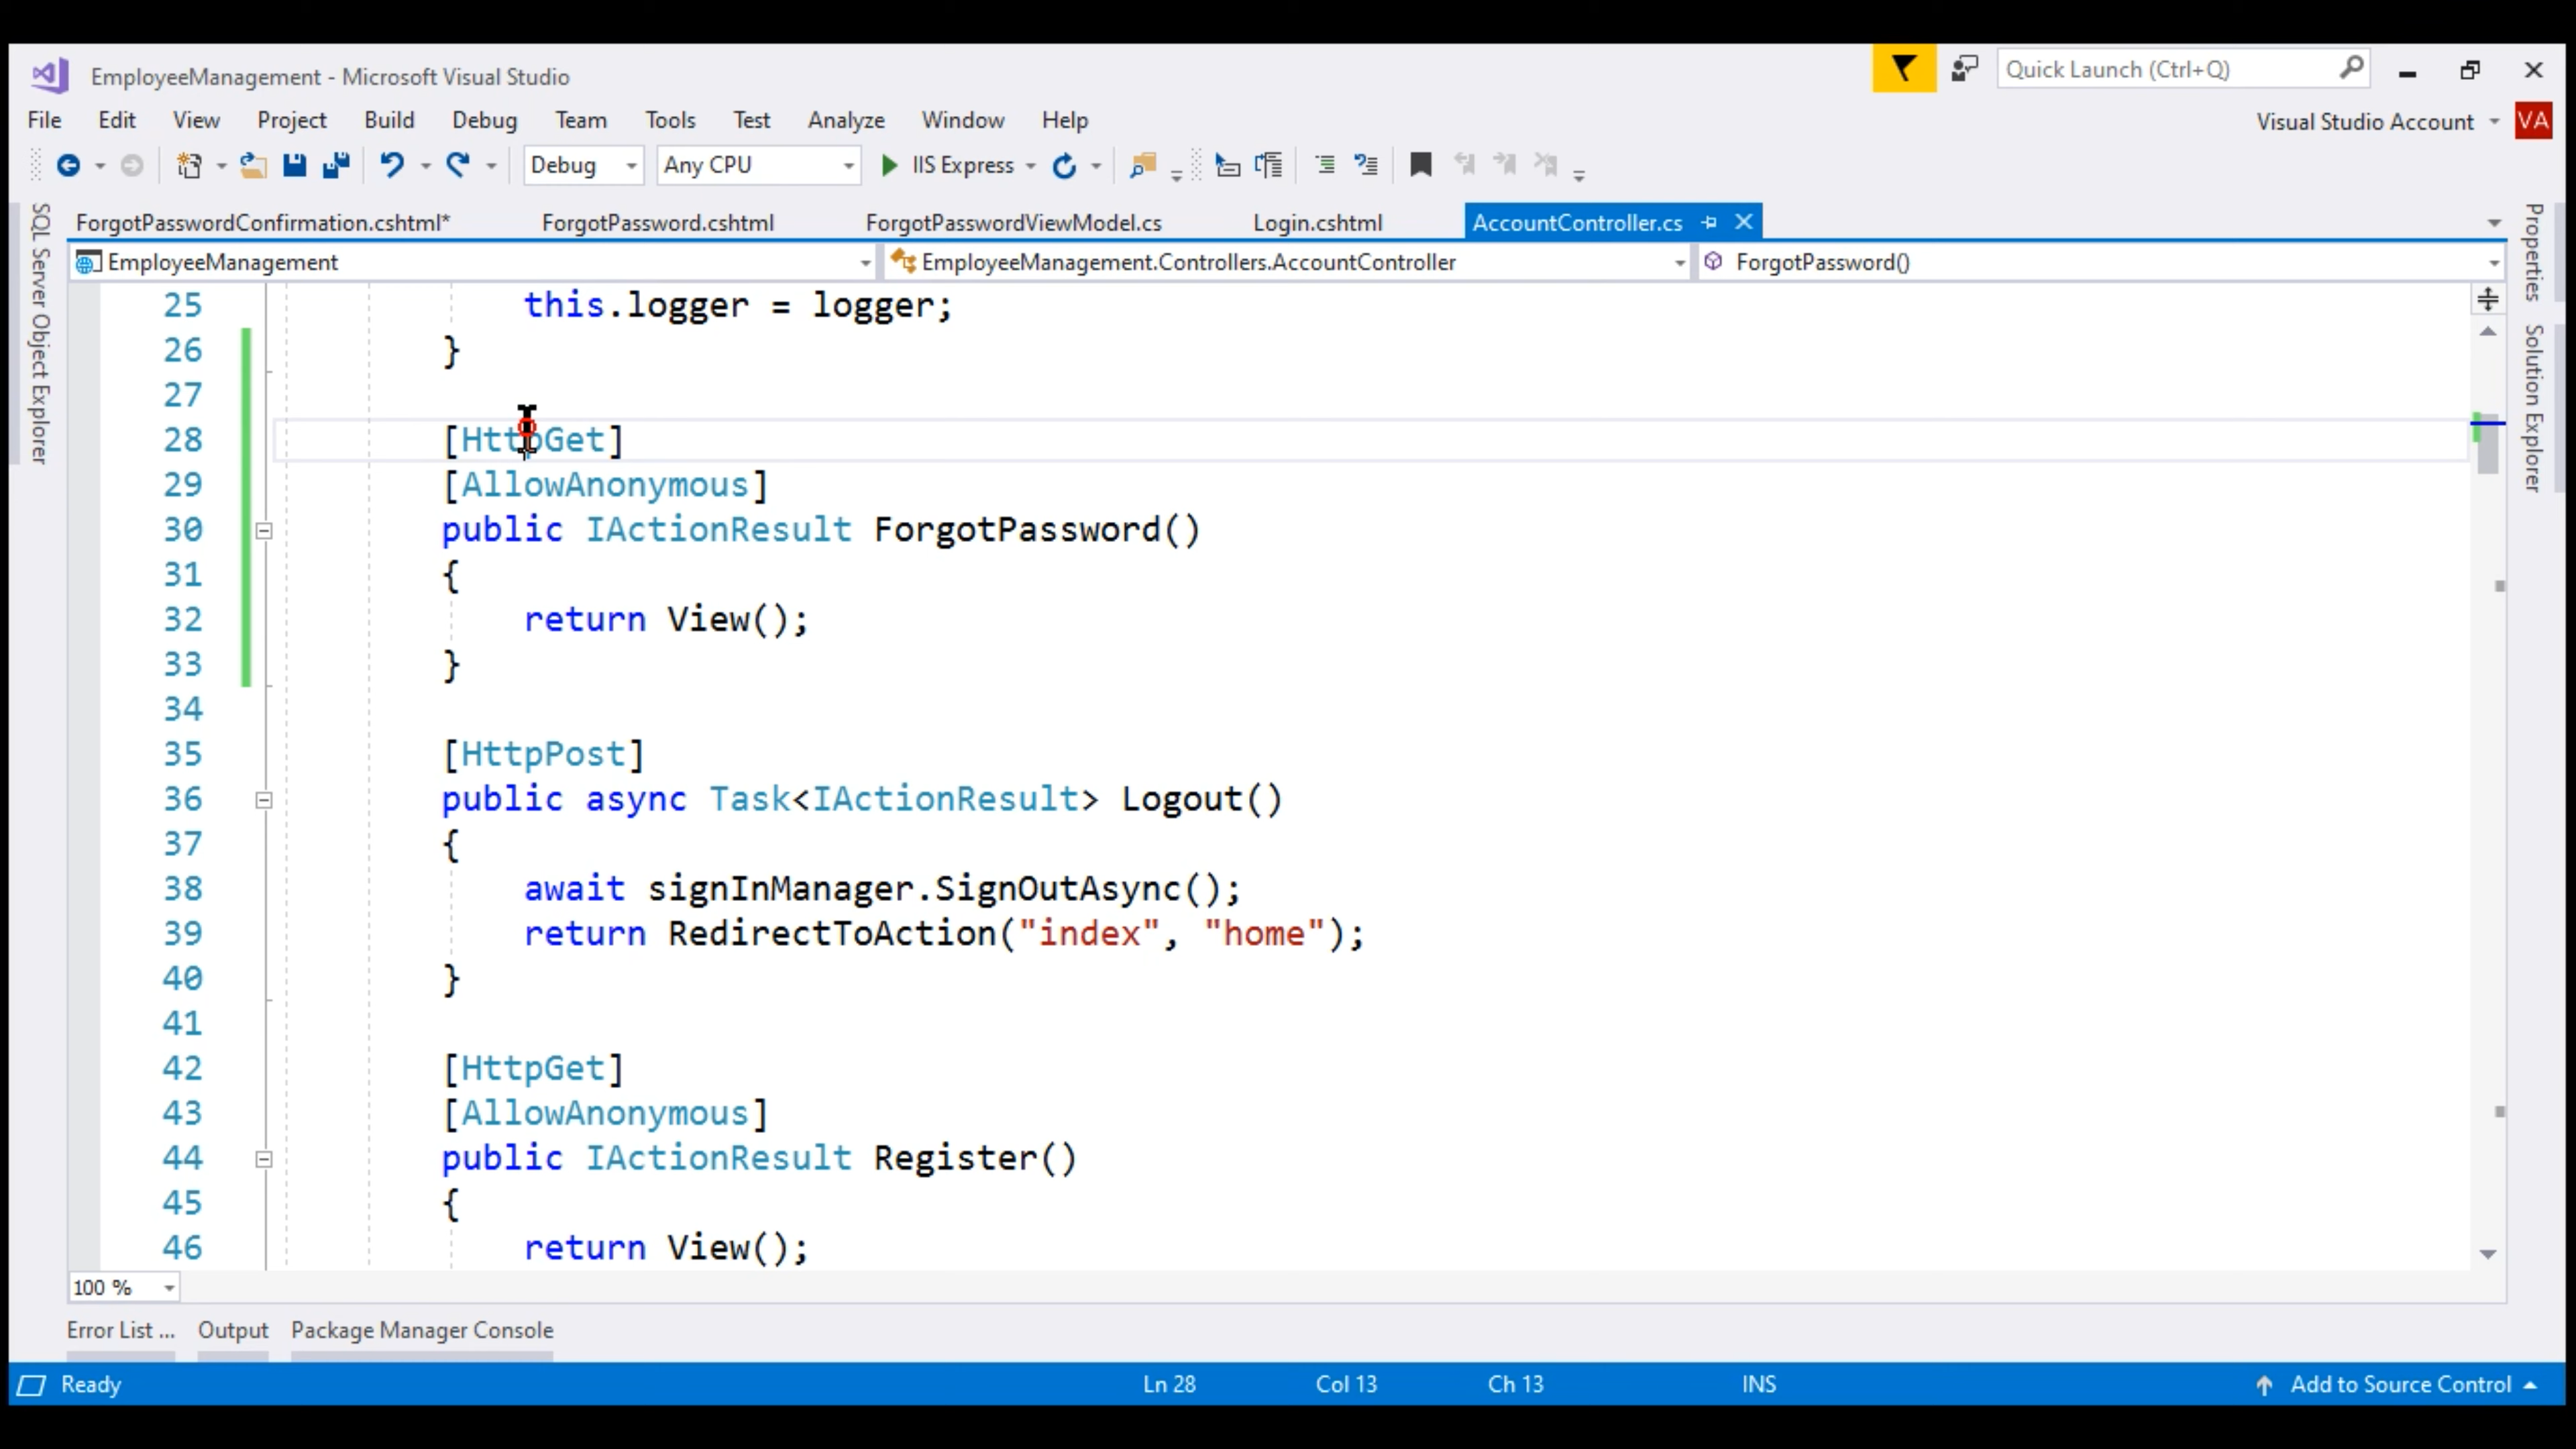 EmployeeManagement - Microsoft Visual Studio
Quick Launch (Ctrl+Q)
File Edit View Project Build Debug Team Tools Test Analyze Window Help
Visual Studio Account VA
Debug Any CPU IIS Express
ForgotPasswordConfirmation.cshtml* ForgotPassword.cshtml ForgotPasswordViewModel.cs Login.cshtml AccountController.cs
EmployeeManagement EmployeeManagement.Controllers.AccountController ForgotPassword()
SQL Server Object Explorer
Properties
Solution Explorer
25 this.logger = logger;
26 }
27
28 [HttpGet]
29 [AllowAnonymous]
30 public IActionResult ForgotPassword()
31 {
32 return View();
33 }
34
35 [HttpPost]
36 public async Task<IActionResult> Logout()
37 {
38 await signInManager.SignOutAsync();
39 return RedirectToAction("index", "home");
40 }
41
42 [HttpGet]
43 [AllowAnonymous]
44 public IActionResult Register()
45 {
46 return View();
100 %
Error List ... Output Package Manager Console
Ready Ln 28 Col 13 Ch 13 INS Add to Source Control